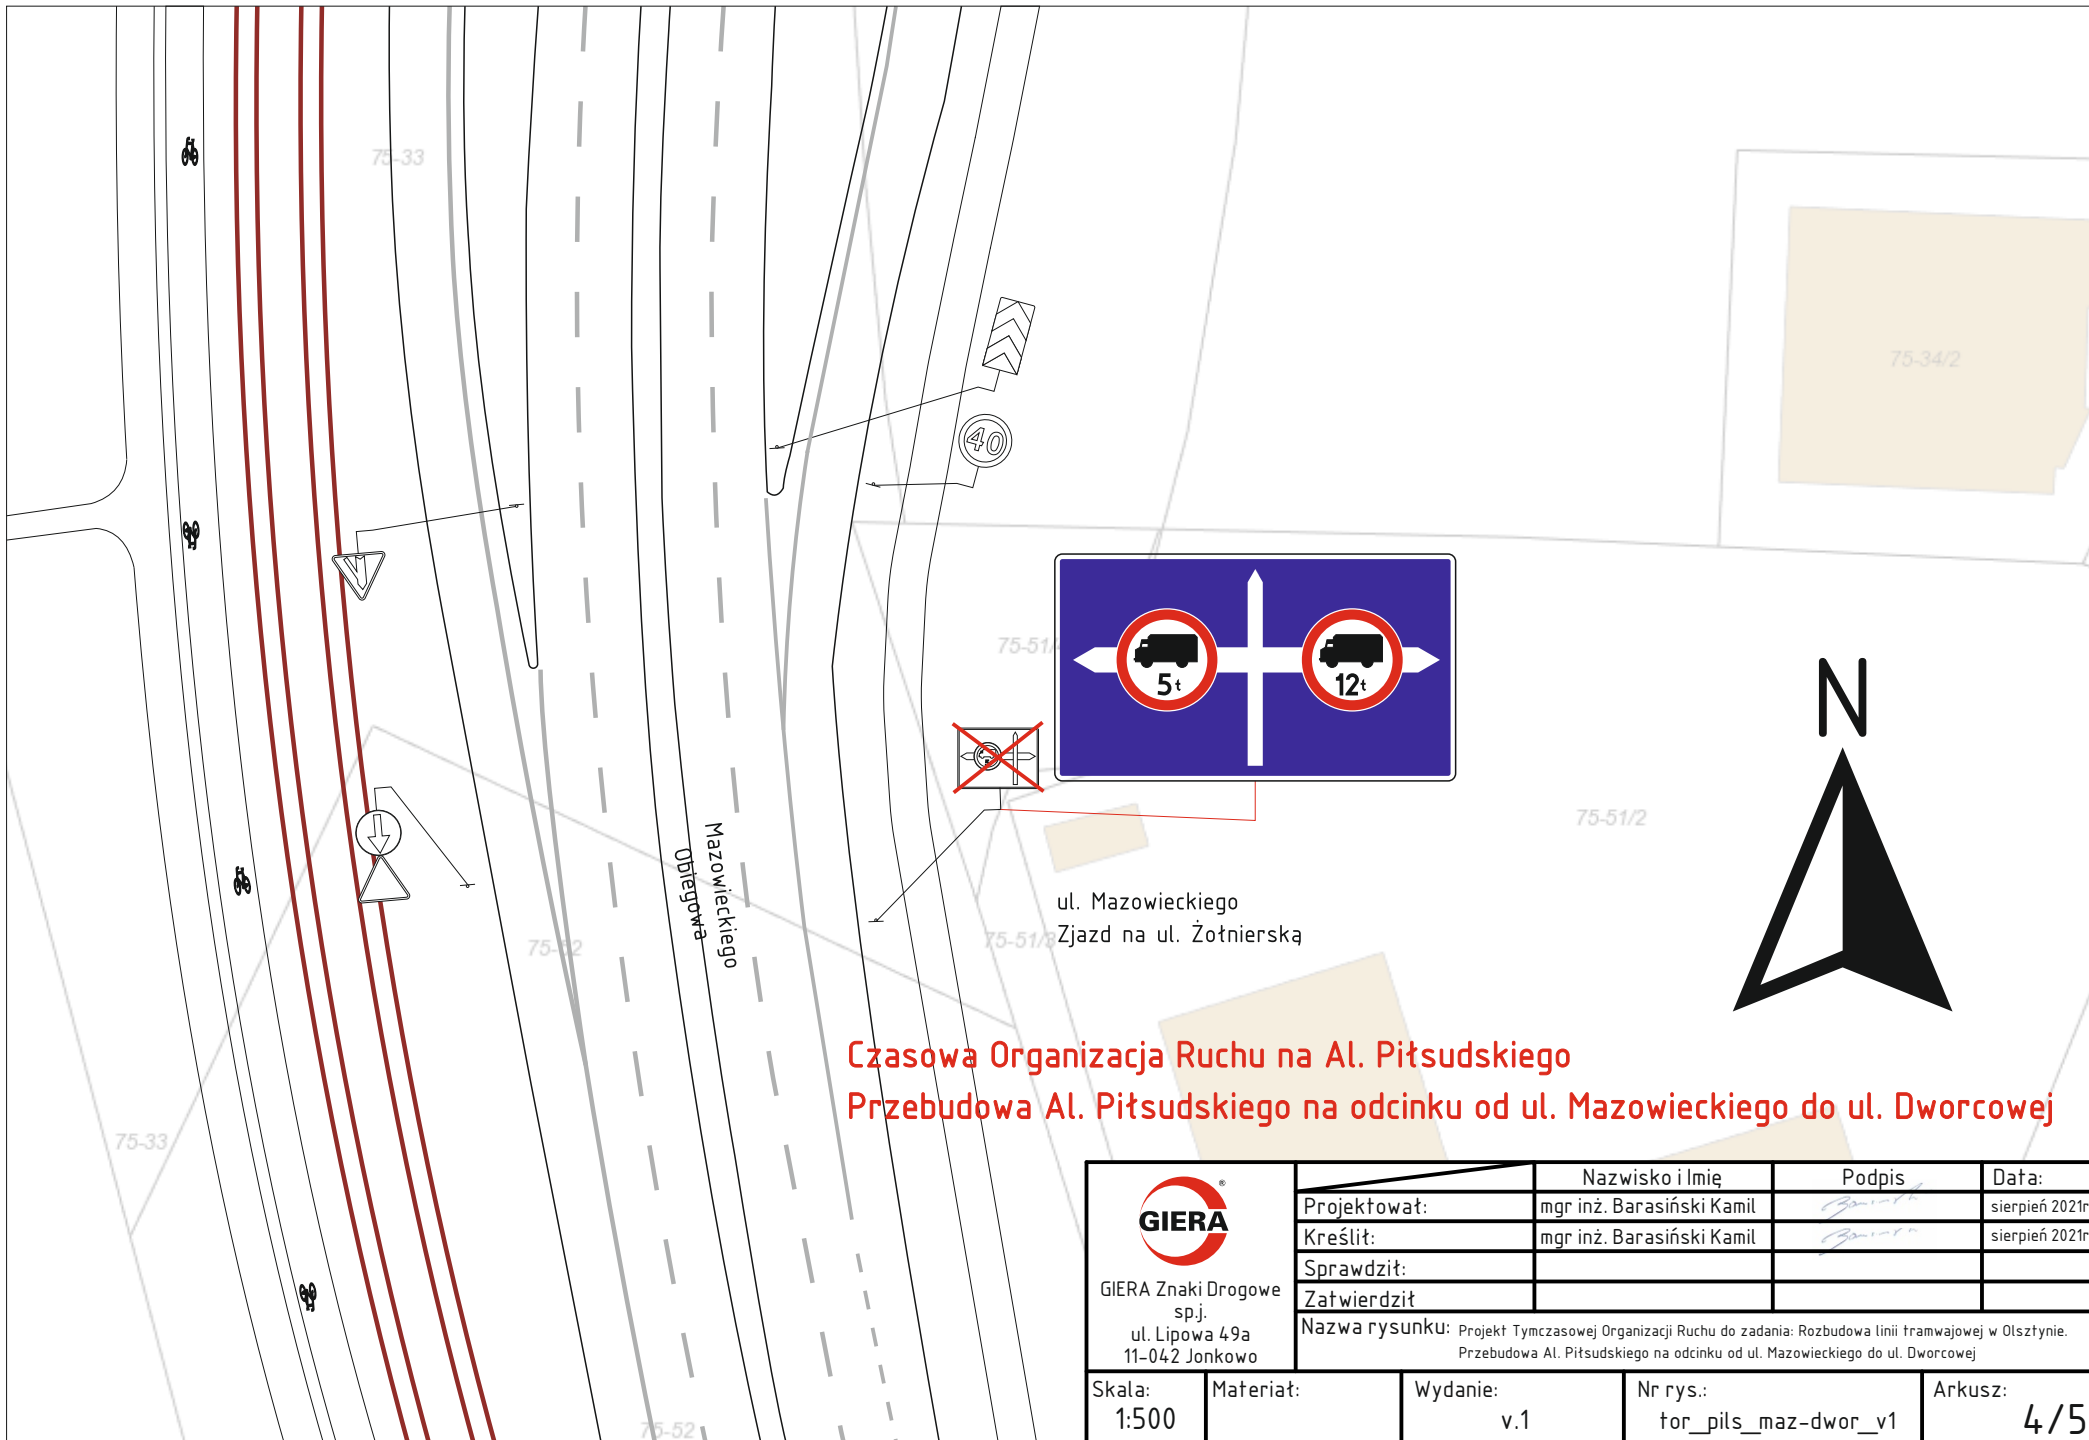 75-33
40
75-34/2
75-51/
5t
12t
N
75-51/2
Mazowieckiego
Obiegowa
ul. Mazowieckiego
Zjazd na ul. Żołnierską
75-52
75-51/3
Czasowa Organizacja Ruchu na Al. Piłsudskiego
Przebudowa Al. Piłsudskiego na odcinku od ul. Mazowieckiego do ul. Dworcowej
75-33
75-52
GIERA
®
GIERA Znaki Drogowe
sp.j.
ul. Lipowa 49a
11-042 Jonkowo
Nazwisko i Imię Podpis Data:
Projektował: mgr inż. Barasiński Kamil sierpień 2021r
Kreślił: mgr inż. Barasiński Kamil sierpień 2021r
Sprawdził:
Zatwierdził
Nazwa rysunku: Projekt Tymczasowej Organizacji Ruchu do zadania: Rozbudowa linii tramwajowej w Olsztynie.
Przebudowa Al. Piłsudskiego na odcinku od ul. Mazowieckiego do ul. Dworcowej
Skala: Materiał: Wydanie: Nr rys.: Arkusz:
1:500 v.1 tor_pils_maz-dwor_v1 4/5